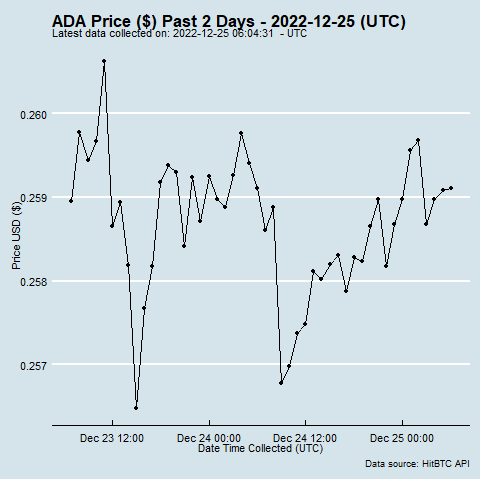 ADA Price ($) Past 2 Days - 2022-12-25 (UTC)
Latest data collected on: 2022-12-25 06:04:31 - UTC
0.260
0.259
0.258
0.257
Price USD ($)
Dec 23 12:00 Dec 24 00:00 Dec 24 12:00 Dec 25 00:00
Date Time Collected (UTC)
Data source: HitBTC API